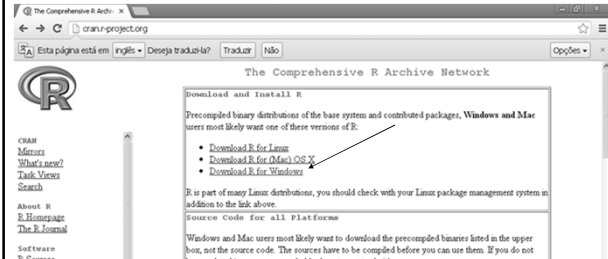 The Comprehensive R Archi
cran.r-project.org
Esta página está em inglês Deseja traduzi-la? Traduzir Não Opções
The Comprehensive R Archive Network
R
CRAN
Mirrors
What's new?
Task Views
Search
About R
R Homepage
The R Journal
Software
Download and Install R
Precompiled binary distributions of the base system and contributed packages, Windows and Mac
users most likely want one of these versions of R:
Download R for Linux
Download R for (Mac) OS X
Download R for Windows
R is part of many Linux distributions, you should check with your Linux package management system in
addition to the link above.
Source Code for all Platforms
Windows and Mac users most likely want to download the precompiled binaries listed in the upper
box, not the source code. The sources have to be compiled before you can use them. If you do not